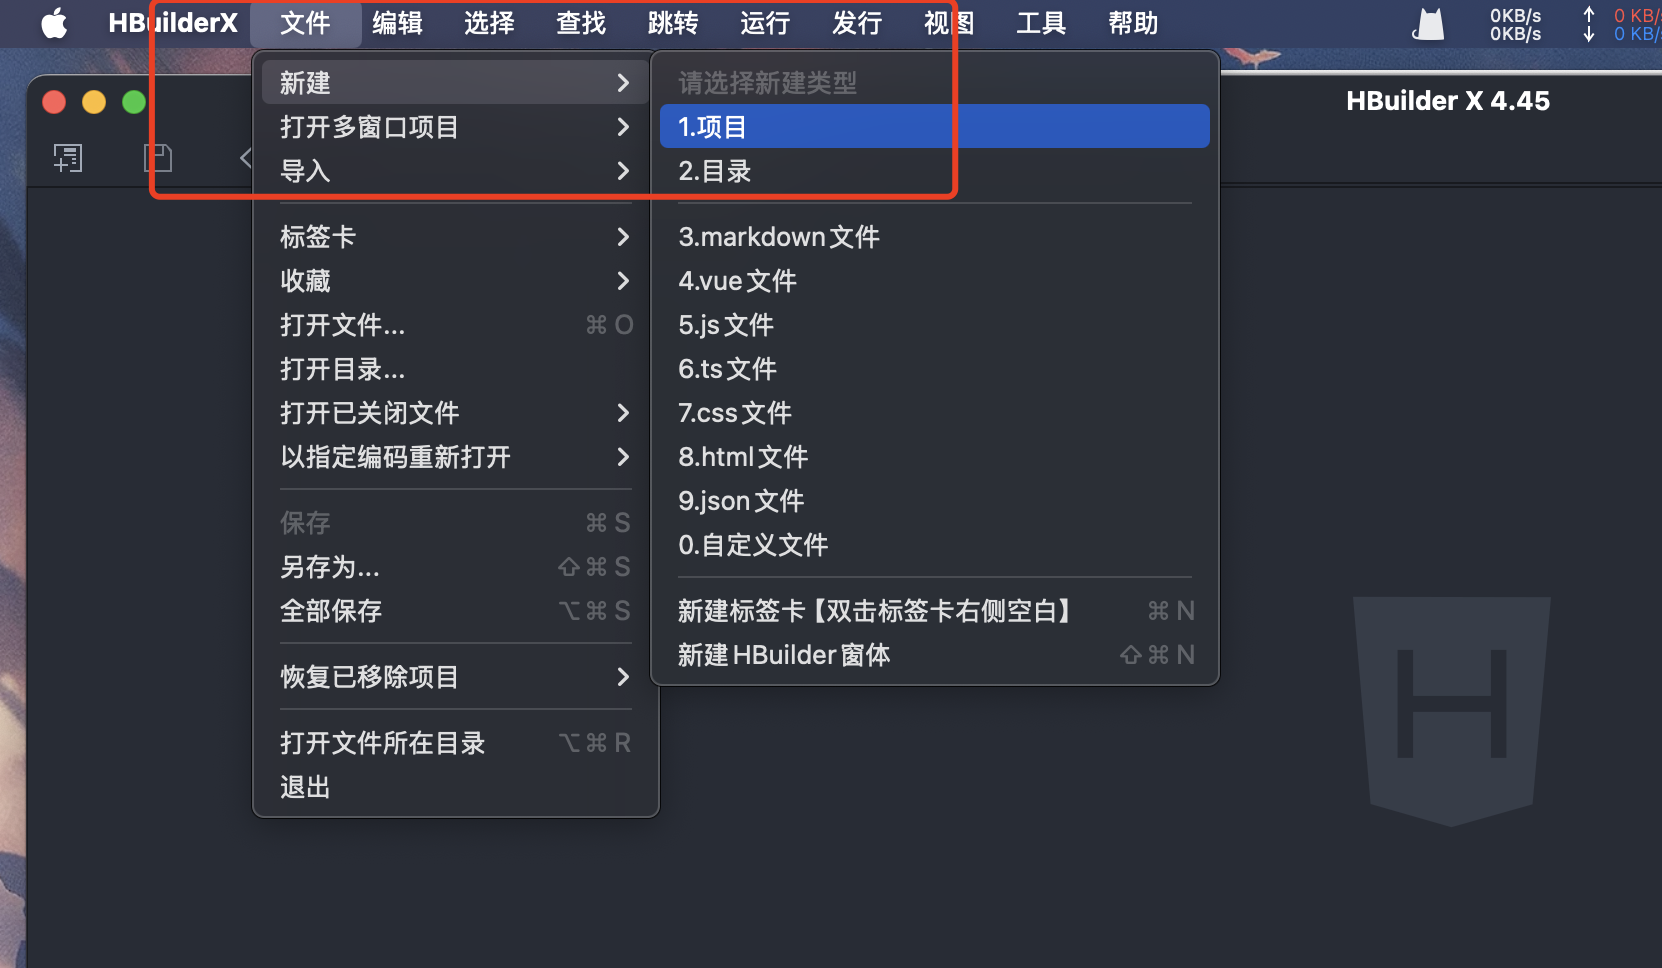 HBuilderX 文件 编辑 选择 查找 跳转 运行 发行 视图 工具 帮助
0KB/s
0KB/s
0 KB/
0 KB/
HBuilder X 4.45
新建
打开多窗口项目
导入
标签卡
收藏
打开文件... ⌘ O
打开目录...
打开已关闭文件
以指定编码重新打开
保存 ⌘ S
另存为... ⇧ ⌘ S
全部保存 ⌥ ⌘ S
恢复已移除项目
打开文件所在目录 ⌥ ⌘ R
退出
请选择新建类型
1.项目
2.目录
3.markdown文件
4.vue文件
5.js文件
6.ts文件
7.css文件
8.html文件
9.json文件
0.自定义文件
新建标签卡【双击标签卡右侧空白】 ⌘ N
新建HBuilder窗体 ⇧ ⌘ N
H